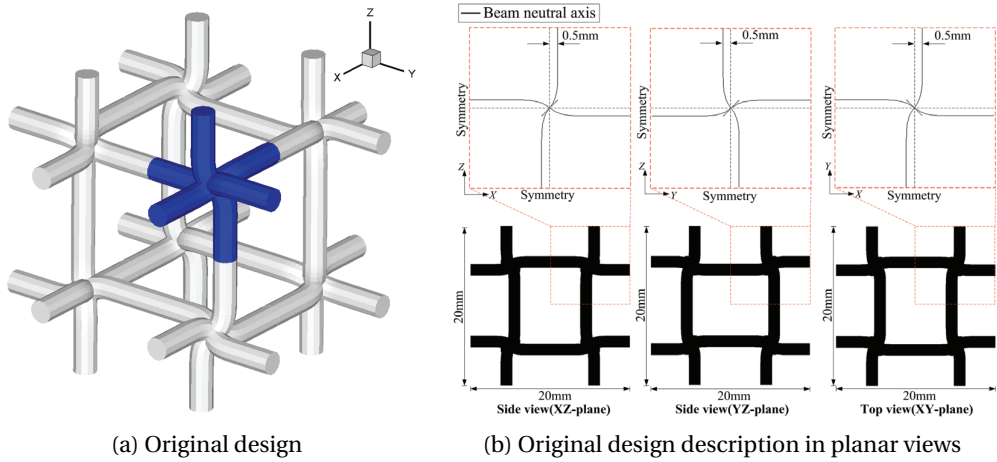 Z
X
Y
(a) Original design
Beam neutral axis
0.5mm
0.5mm
0.5mm
Symmetry
Symmetry
Symmetry
Z
X
Z
Y
Y
X
Symmetry
Symmetry
Symmetry
20mm
20mm
20mm
20mm
20mm
20mm
Side view(XZ-plane)
Side view(YZ-plane)
Top view(XY-plane)
(b) Original design description in planar views